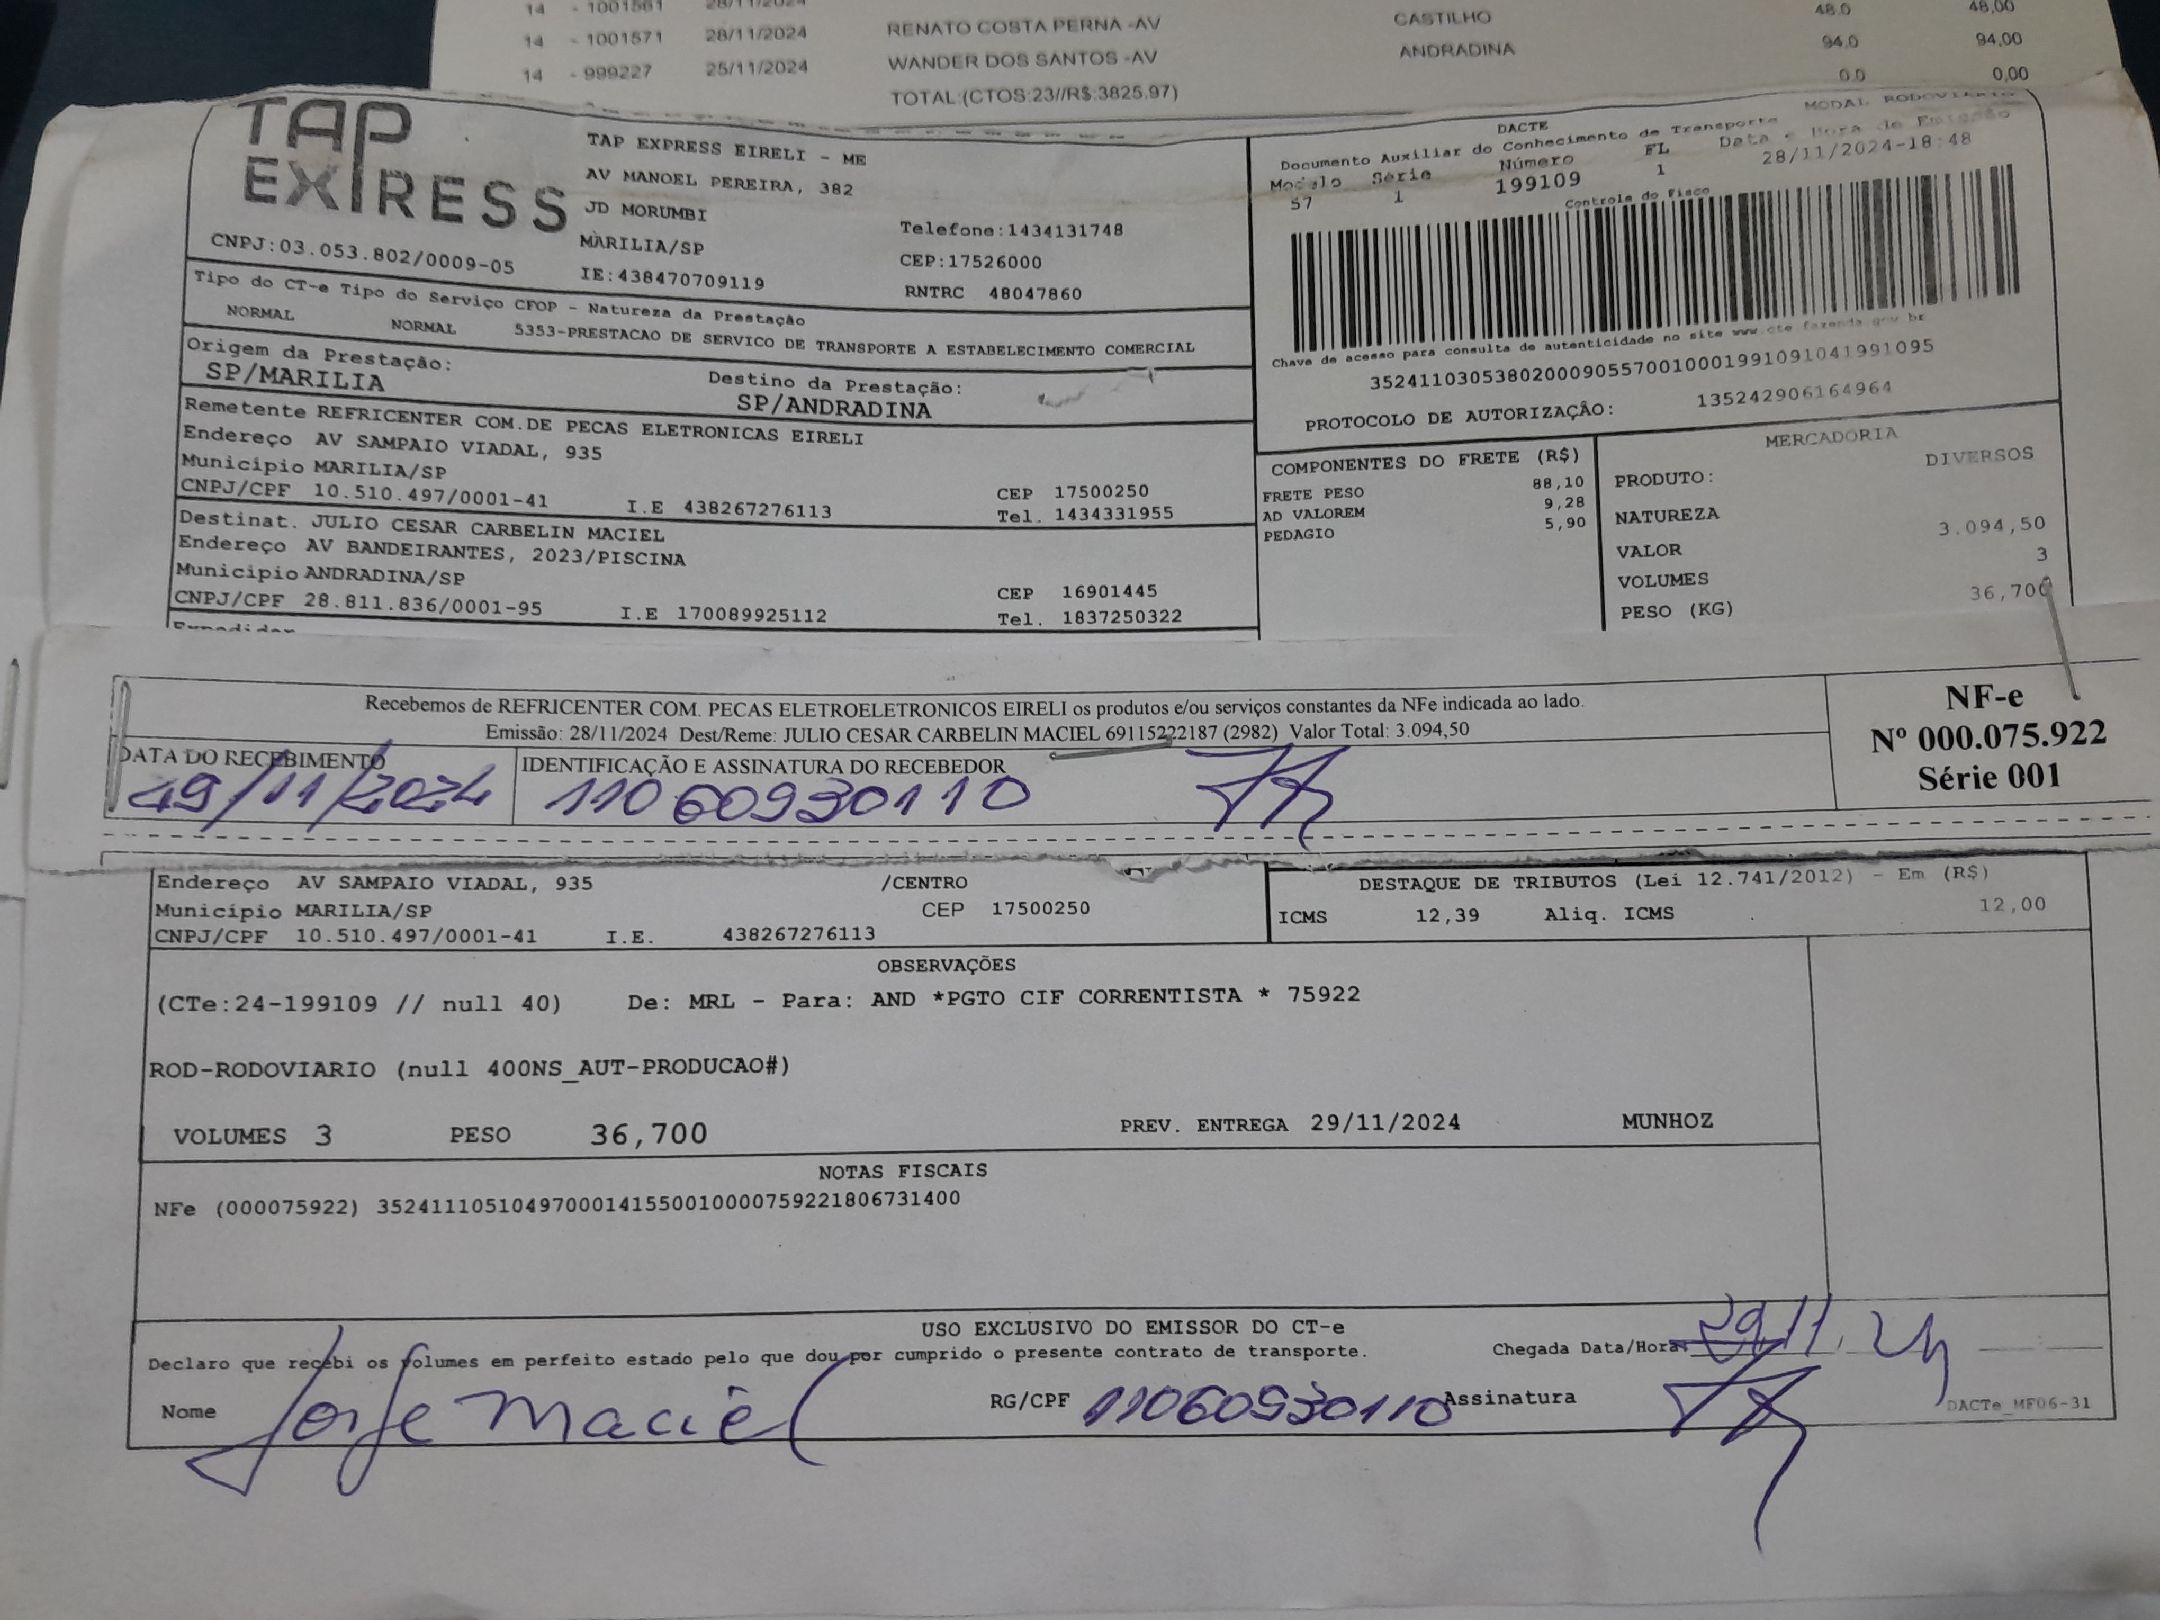 14 - 1001561 28/11/2024 48.0 48,00
14 - 1001571 28/11/2024 RENATO COSTA PERNA -AV CASTILHO 94.0 94,00
14 - 999227 25/11/2024 WANDER DOS SANTOS -AV ANDRADINA 0.0 0,00
TOTAL:(CTOS:23//R$:3825.97)
TAP EXPRESS
TAP EXPRESS EIRELI - ME
AV MANOEL PEREIRA, 382
JD MORUMBI
MARILIA/SP Telefone:1434131748
CNPJ:03.053.802/0009-05 IE:438470709119 CEP:17526000
RNTRC 48047860
DACTE MODAL RODOVIARIO
Documento Auxiliar do Conhecimento de Transporte
Modelo Série Número FL Data e Hora de Emissão
57 1 199109 1 28/11/2024-18:48
Controle do Fisco
Chave de acesso para consulta de autenticidade no site www.cte.fazenda.gov.br
35241103053802000905570010001991091041991095
PROTOCOLO DE AUTORIZAÇÃO: 135242906164964
Tipo do CT-e Tipo do Serviço CFOP - Natureza da Prestação
NORMAL NORMAL 5353-PRESTACAO DE SERVICO DE TRANSPORTE A ESTABELECIMENTO COMERCIAL
Origem da Prestação: Destino da Prestação:
SP/MARILIA SP/ANDRADINA
Remetente REFRICENTER COM.DE PECAS ELETRONICAS EIRELI
Endereço AV SAMPAIO VIADAL, 935
Município MARILIA/SP CEP 17500250
CNPJ/CPF 10.510.497/0001-41 I.E 438267276113 Tel. 1434331955
Destinat. JULIO CESAR CARBELIN MACIEL
Endereço AV BANDEIRANTES, 2023/PISCINA
Município ANDRADINA/SP CEP 16901445
CNPJ/CPF 28.811.836/0001-95 I.E 170089925112 Tel. 1837250322
Expedidor
COMPONENTES DO FRETE (R$)
FRETE PESO 88,10
AD VALOREM 9,28
PEDAGIO 5,90
MERCADORIA
PRODUTO: DIVERSOS
NATUREZA
VALOR 3.094,50
VOLUMES 3
PESO (KG) 36,700
Recebemos de REFRICENTER COM. PECAS ELETROELETRONICOS EIRELI os produtos e/ou serviços constantes da NFe indicada ao lado.
Emissão: 28/11/2024 Dest/Reme: JULIO CESAR CARBELIN MACIEL 69115222187 (2982) Valor Total: 3.094,50
NF-e
Nº 000.075.922
Série 001
DATA DO RECEBIMENTO IDENTIFICAÇÃO E ASSINATURA DO RECEBEDOR
29/11/2024 11060930110
Endereço AV SAMPAIO VIADAL, 935 /CENTRO
Município MARILIA/SP CEP 17500250
CNPJ/CPF 10.510.497/0001-41 I.E. 438267276113
DESTAQUE DE TRIBUTOS (Lei 12.741/2012) - Em (R$)
ICMS 12,39 Aliq. ICMS 12,00
OBSERVAÇÕES
(CTe:24-199109 // null 40) De: MRL - Para: AND *PGTO CIF CORRENTISTA * 75922
ROD-RODOVIARIO (null 400NS_AUT-PRODUCAO#)
VOLUMES 3 PESO 36,700 PREV. ENTREGA 29/11/2024 MUNHOZ
NOTAS FISCAIS
NFe (000075922) 35241110510497000141550010000759221806731400
USO EXCLUSIVO DO EMISSOR DO CT-e
Declaro que recebi os volumes em perfeito estado pelo que dou por cumprido o presente contrato de transporte. Chegada Data/Hora: 29/11/24
Nome Jorge Maciel RG/CPF 11060930110 Assinatura
DACTe_MF06-31